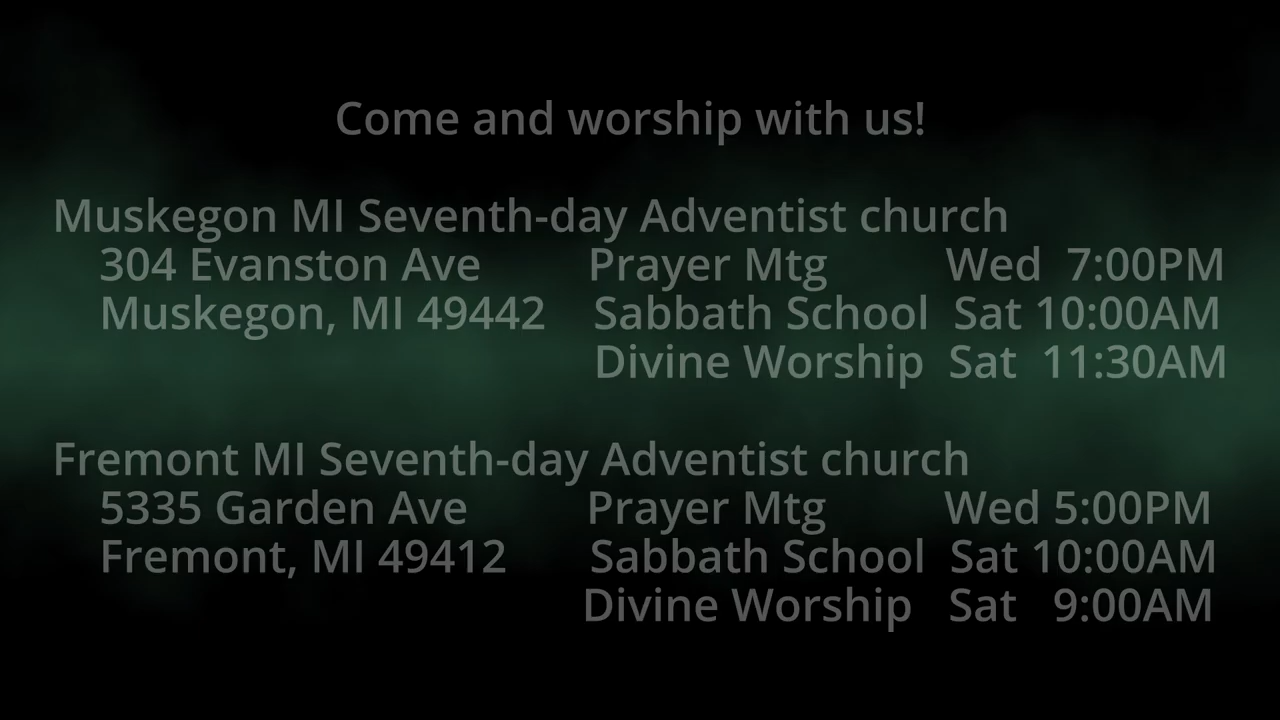 Come and worship with us!
Muskegon MI Seventh-day Adventist church
304 Evanston Ave Prayer Mtg Wed 7:00PM
Muskegon, MI 49442 Sabbath School Sat 10:00AM
Divine Worship Sat 11:30AM
Fremont MI Seventh-day Adventist church
5335 Garden Ave Prayer Mtg Wed 5:00PM
Fremont, MI 49412 Sabbath School Sat 10:00AM
Divine Worship Sat 9:00AM